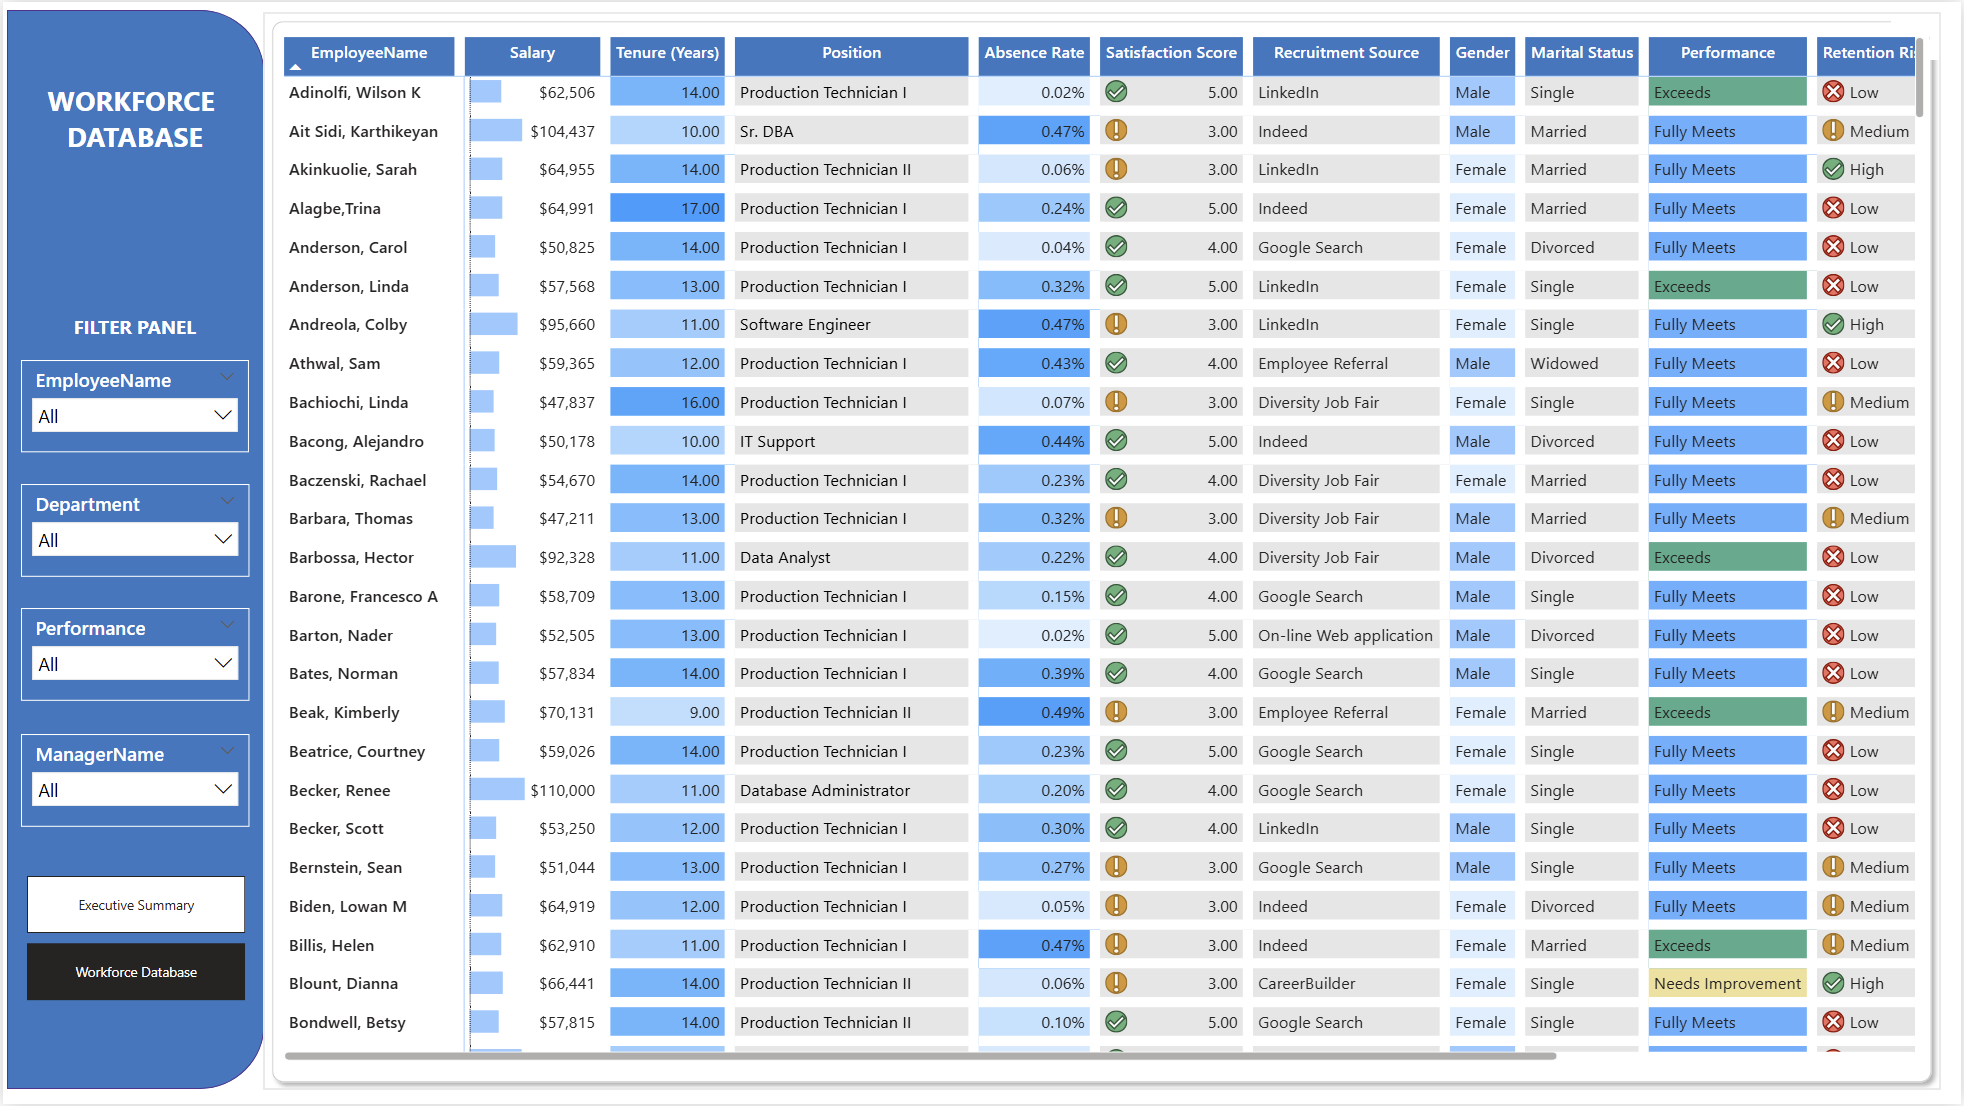 WORKFORCE
DATABASE
FILTER PANEL
EmployeeName
All
Department
All
Performance
All
ManagerName
All
Executive Summary
Workforce Database
EmployeeName Salary Tenure (Years) Position Absence Rate Satisfaction Score Recruitment Source Gender Marital Status Performance Retention Ris
Adinolfi, Wilson K $62,506 14.00 Production Technician I 0.02% 5.00 LinkedIn Male Single Exceeds Low
Ait Sidi, Karthikeyan $104,437 10.00 Sr. DBA 0.47% 3.00 Indeed Male Married Fully Meets Medium
Akinkuolie, Sarah $64,955 14.00 Production Technician II 0.06% 3.00 LinkedIn Female Married Fully Meets High
Alagbe,Trina $64,991 17.00 Production Technician I 0.24% 5.00 Indeed Female Married Fully Meets Low
Anderson, Carol $50,825 14.00 Production Technician I 0.04% 4.00 Google Search Female Divorced Fully Meets Low
Anderson, Linda $57,568 13.00 Production Technician I 0.32% 5.00 LinkedIn Female Single Exceeds Low
Andreola, Colby $95,660 11.00 Software Engineer 0.47% 3.00 LinkedIn Female Single Fully Meets High
Athwal, Sam $59,365 12.00 Production Technician I 0.43% 4.00 Employee Referral Male Widowed Fully Meets Low
Bachiochi, Linda $47,837 16.00 Production Technician I 0.07% 3.00 Diversity Job Fair Female Single Fully Meets Medium
Bacong, Alejandro $50,178 10.00 IT Support 0.44% 5.00 Indeed Male Divorced Fully Meets Low
Baczenski, Rachael $54,670 14.00 Production Technician I 0.23% 4.00 Diversity Job Fair Female Married Fully Meets Low
Barbara, Thomas $47,211 13.00 Production Technician I 0.32% 3.00 Diversity Job Fair Male Married Fully Meets Medium
Barbossa, Hector $92,328 11.00 Data Analyst 0.22% 4.00 Diversity Job Fair Male Divorced Exceeds Low
Barone, Francesco A $58,709 13.00 Production Technician I 0.15% 4.00 Google Search Male Single Fully Meets Low
Barton, Nader $52,505 13.00 Production Technician I 0.02% 5.00 On-line Web application Male Divorced Fully Meets Low
Bates, Norman $57,834 14.00 Production Technician I 0.39% 4.00 Google Search Male Single Fully Meets Low
Beak, Kimberly $70,131 9.00 Production Technician II 0.49% 3.00 Employee Referral Female Married Exceeds Medium
Beatrice, Courtney $59,026 14.00 Production Technician I 0.23% 5.00 Google Search Female Single Fully Meets Low
Becker, Renee $110,000 11.00 Database Administrator 0.20% 4.00 Google Search Female Single Fully Meets Low
Becker, Scott $53,250 12.00 Production Technician I 0.30% 4.00 LinkedIn Male Single Fully Meets Low
Bernstein, Sean $51,044 13.00 Production Technician I 0.27% 3.00 Google Search Male Single Fully Meets Medium
Biden, Lowan M $64,919 12.00 Production Technician I 0.05% 3.00 Indeed Female Divorced Fully Meets Medium
Billis, Helen $62,910 11.00 Production Technician I 0.47% 3.00 Indeed Female Married Exceeds Medium
Blount, Dianna $66,441 14.00 Production Technician II 0.06% 3.00 CareerBuilder Female Single Needs Improvement High
Bondwell, Betsy $57,815 14.00 Production Technician II 0.10% 5.00 Google Search Female Single Fully Meets Low